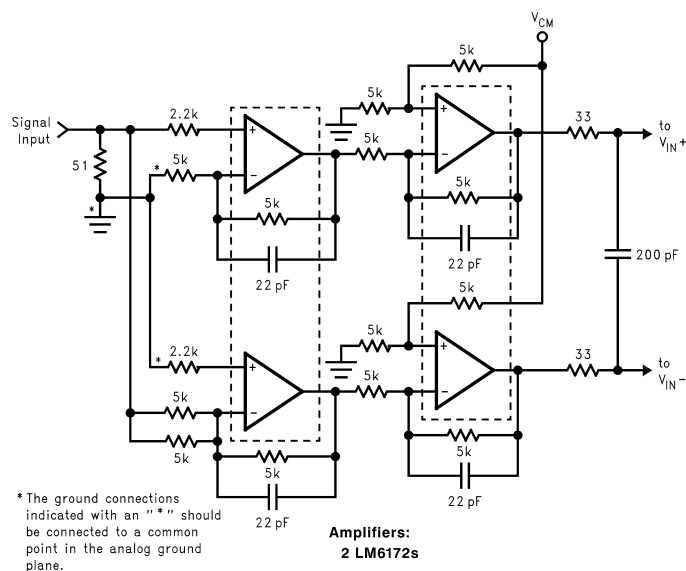 V_CM
5k
5k
Signal
Input
2.2k
33
to
V_IN+
+
+
5k
51
*
5k
−
−
*
5k
5k
22 pF
22 pF
200 pF
5k
5k
2.2k
33
to
V_IN−
*
+
+
5k
5k
−
−
5k
5k
5k
22 pF
22 pF
* The ground connections
indicated with an "*" should
be connected to a common
point in the analog ground
plane.
Amplifiers:
2 LM6172s